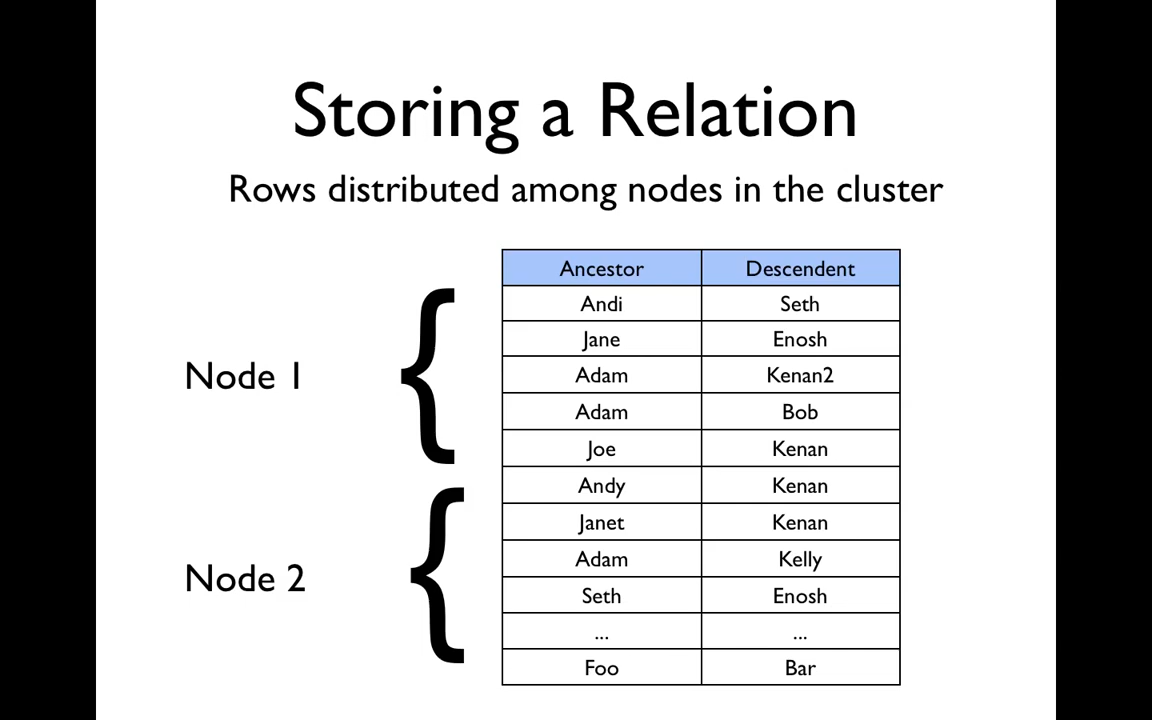 Storing a Relation
Rows distributed among nodes in the cluster
Ancestor Descendent
Andi Seth
Jane Enosh
Node 1
Adam Kenan2
Adam Bob
Joe Kenan
Andy Kenan
Janet Kenan
Adam Kelly
Node 2
Seth Enosh
... ...
Foo Bar